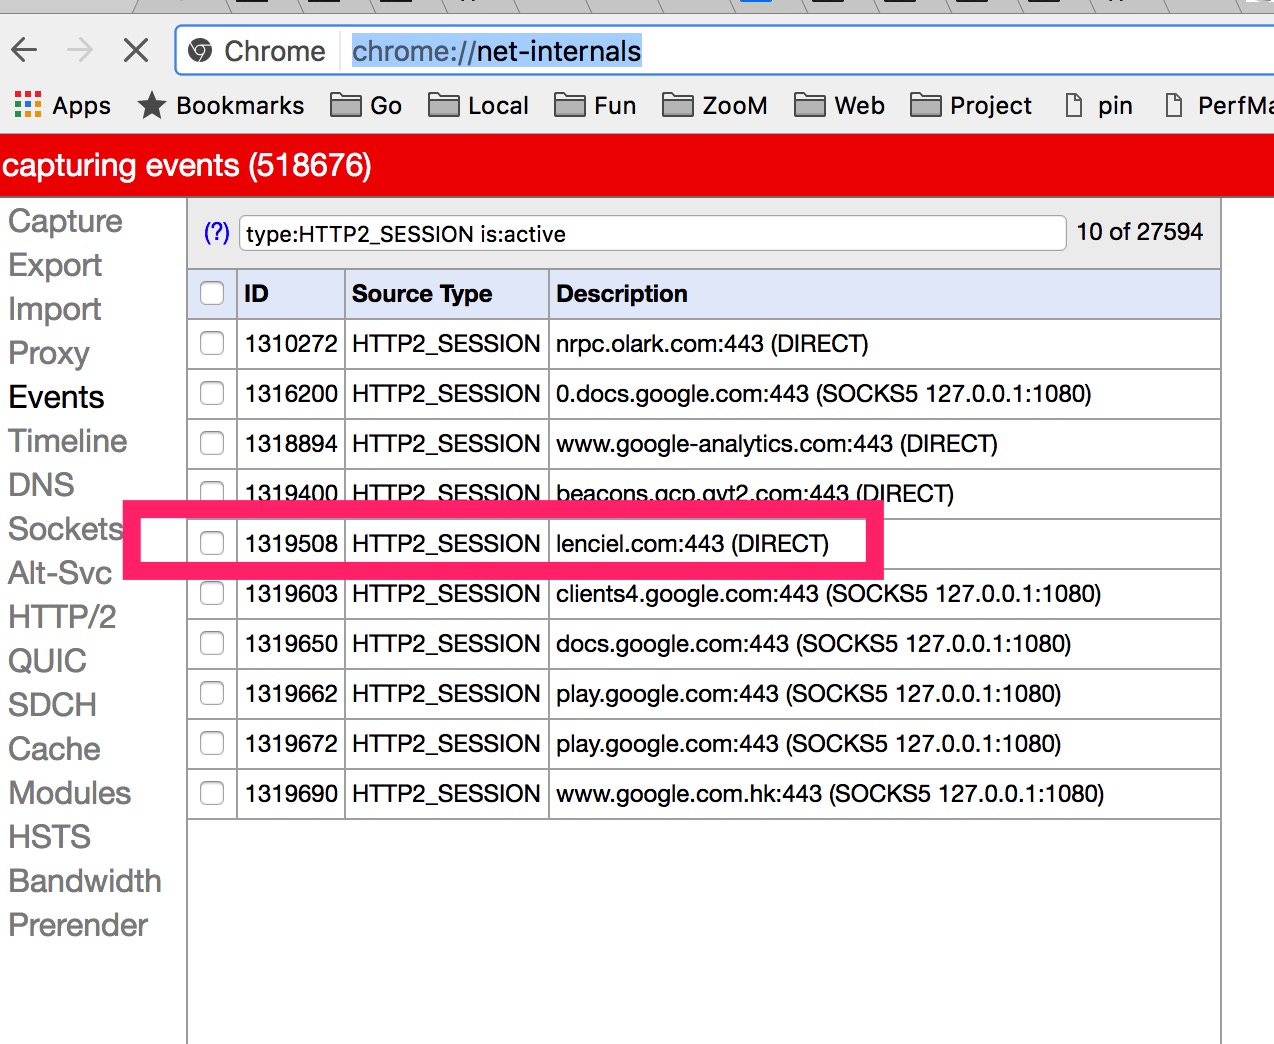 Chrome chrome://net-internals
Apps Bookmarks Go Local Fun ZooM Web Project pin PerfMa
capturing events (518676)
Capture
Export
Import
Proxy
Events
Timeline
DNS
Sockets
Alt-Svc
HTTP/2
QUIC
SDCH
Cache
Modules
HSTS
Bandwidth
Prerender
(?) type:HTTP2_SESSION is:active 10 of 27594
ID Source Type Description
1310272 HTTP2_SESSION nrpc.olark.com:443 (DIRECT)
1316200 HTTP2_SESSION 0.docs.google.com:443 (SOCKS5 127.0.0.1:1080)
1318894 HTTP2_SESSION www.google-analytics.com:443 (DIRECT)
1319400 HTTP2_SESSION beacons.gcp.gvt2.com:443 (DIRECT)
1319508 HTTP2_SESSION lenciel.com:443 (DIRECT)
1319603 HTTP2_SESSION clients4.google.com:443 (SOCKS5 127.0.0.1:1080)
1319650 HTTP2_SESSION docs.google.com:443 (SOCKS5 127.0.0.1:1080)
1319662 HTTP2_SESSION play.google.com:443 (SOCKS5 127.0.0.1:1080)
1319672 HTTP2_SESSION play.google.com:443 (SOCKS5 127.0.0.1:1080)
1319690 HTTP2_SESSION www.google.com.hk:443 (SOCKS5 127.0.0.1:1080)